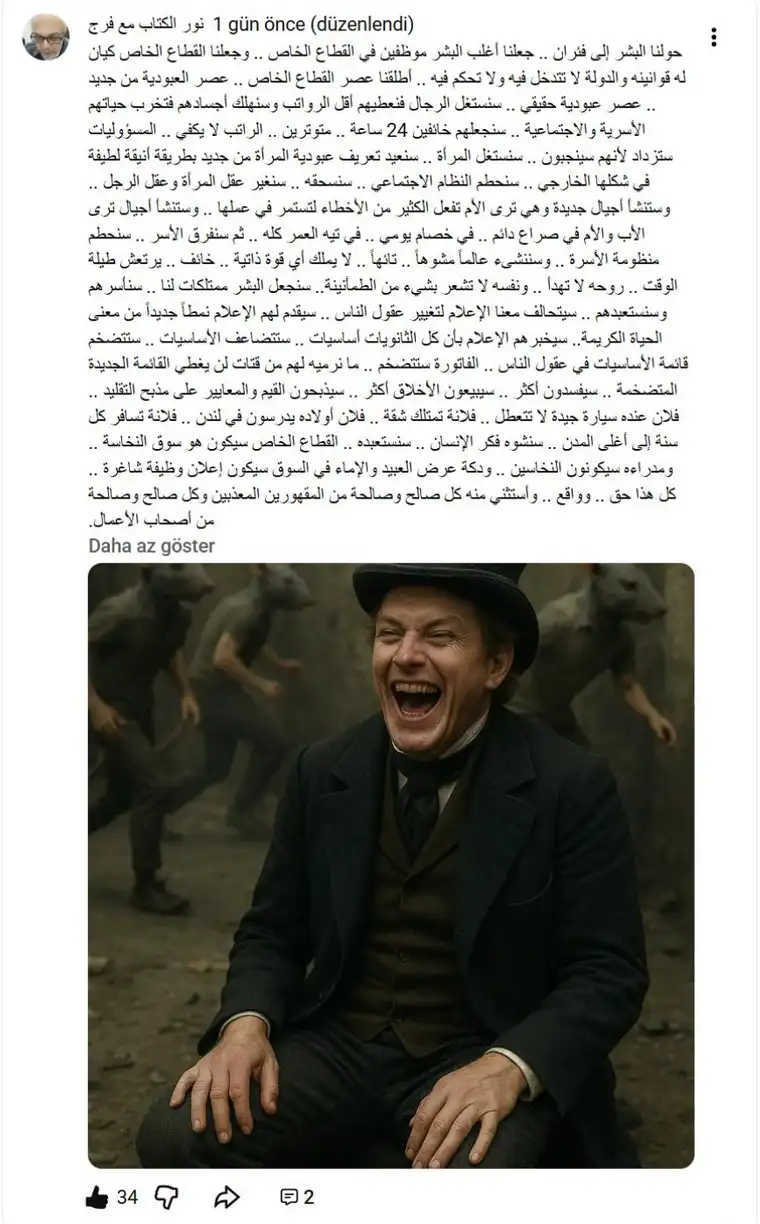 نور الكتاب مع فرج 1 gün önce (düzenlendi)
حولنا البشر إلى فئران .. جعلنا أغلب البشر موظفين في القطاع الخاص .. وجعلنا القطاع الخاص كيان
له قوانينه والدولة لا تتدخل فيه ولا تحكم فيه .. أطلقنا عصر القطاع الخاص .. عصر العبودية من جديد
.. عصر عبودية حقيقي .. سنستغل الرجال فنعطيهم أقل الرواتب وسنهلك أجسادهم فتخرب حياتهم
الأسرية والاجتماعية .. سنجعلهم خائفين 24 ساعة .. متوترين .. الراتب لا يكفي .. المسؤوليات
ستزداد لأنهم سينجبون .. سنستغل المرأة .. سنعيد تعريف عبودية المرأة من جديد بطريقة أنيقة لطيفة
في شكلها الخارجي .. سنحطم النظام الاجتماعي .. سنسحقه .. سنغير عقل المرأة وعقل الرجل ..
وستنشأ أجيال جديدة وهي ترى الأم تفعل الكثير من الأخطاء لتستمر في عملها .. وستنشأ أجيال ترى
الأب والأم في صراع دائم .. في خصام يومي .. في تيه العمر كله .. ثم سنفرق الأسر .. سنحطم
منظومة الأسرة .. وسننشىء عالماً مشوهاً .. تائهاً .. لا يملك أي قوة ذاتية .. خائف .. يرتعش طيلة
الوقت .. روحه لا تهدأ .. ونفسه لا تشعر بشيء من الطمأنينة.. سنجعل البشر ممتلكات لنا .. سنأسرهم
وسنستعبدهم .. سيتحالف معنا الإعلام لتغيير عقول الناس .. سيقدم لهم الإعلام نمطاً جديداً من معنى
الحياة الكريمة.. سيخبرهم الإعلام بأن كل الثانويات أساسيات .. ستتضاعف الأساسيات .. ستتضخم
قائمة الأساسيات في عقول الناس .. الفاتورة ستتضخم .. ما نرميه لهم من فتات لن يغطي القائمة الجديدة
المتضخمة .. سيفسدون أكثر .. سيبيعون الأخلاق أكثر .. سيذبحون القيم والمعايير على مذبح التقليد ..
فلان عنده سيارة جيدة لا تتعطل .. فلانة تمتلك شقة .. فلان أولاده يدرسون في لندن .. فلانة تسافر كل
سنة إلى أغلى المدن .. سنشوه فكر الإنسان .. سنستعبده .. القطاع الخاص سيكون هو سوق النخاسة ..
ومدراءه سيكونون النخاسين .. ودكة عرض العبيد والإماء في السوق سيكون إعلان وظيفة شاغرة ..
كل هذا حق .. وواقع .. وأستثني منه كل صالح وصالحة من المقهورين المعذبين وكل صالح وصالحة
من أصحاب الأعمال.
Daha az göster
34
2